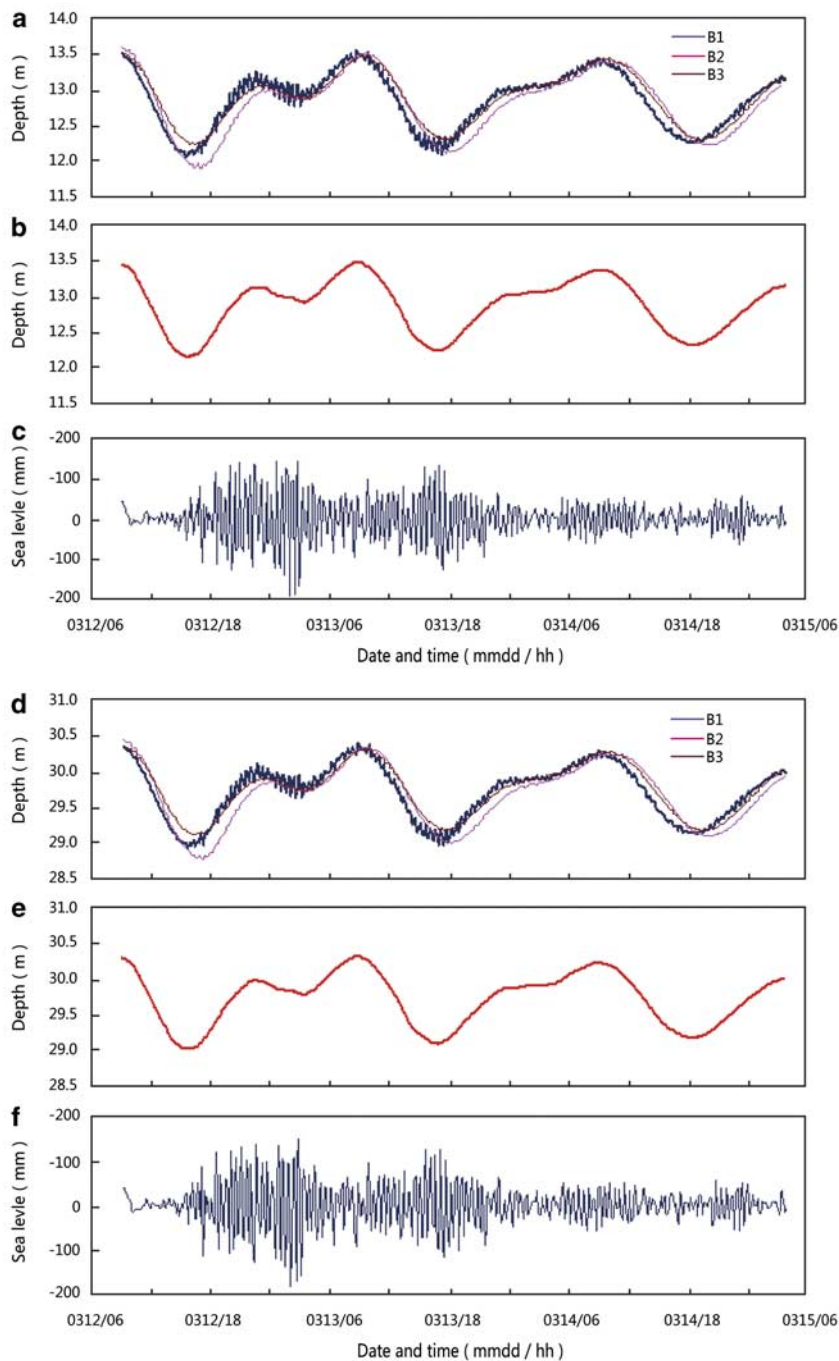 a
14.0
13.5
13.0
12.5
12.0
11.5
Depth ( m )
B1
B2
B3
b
14.0
13.5
13.0
12.5
12.0
11.5
Depth ( m )
c
-200
-100
0
-100
-200
Sea levle ( mm )
0312/06 0312/18 0313/06 0313/18 0314/06 0314/18 0315/06
Date and time ( mmdd / hh )
d
31.0
30.5
30.0
29.5
29.0
28.5
Depth ( m )
B1
B2
B3
e
31.0
30.5
30.0
29.5
29.0
28.5
Depth ( m )
f
-200
-100
0
-100
-200
Sea levle ( mm )
0312/06 0312/18 0313/06 0313/18 0314/06 0314/18 0315/06
Date and time ( mmdd / hh )